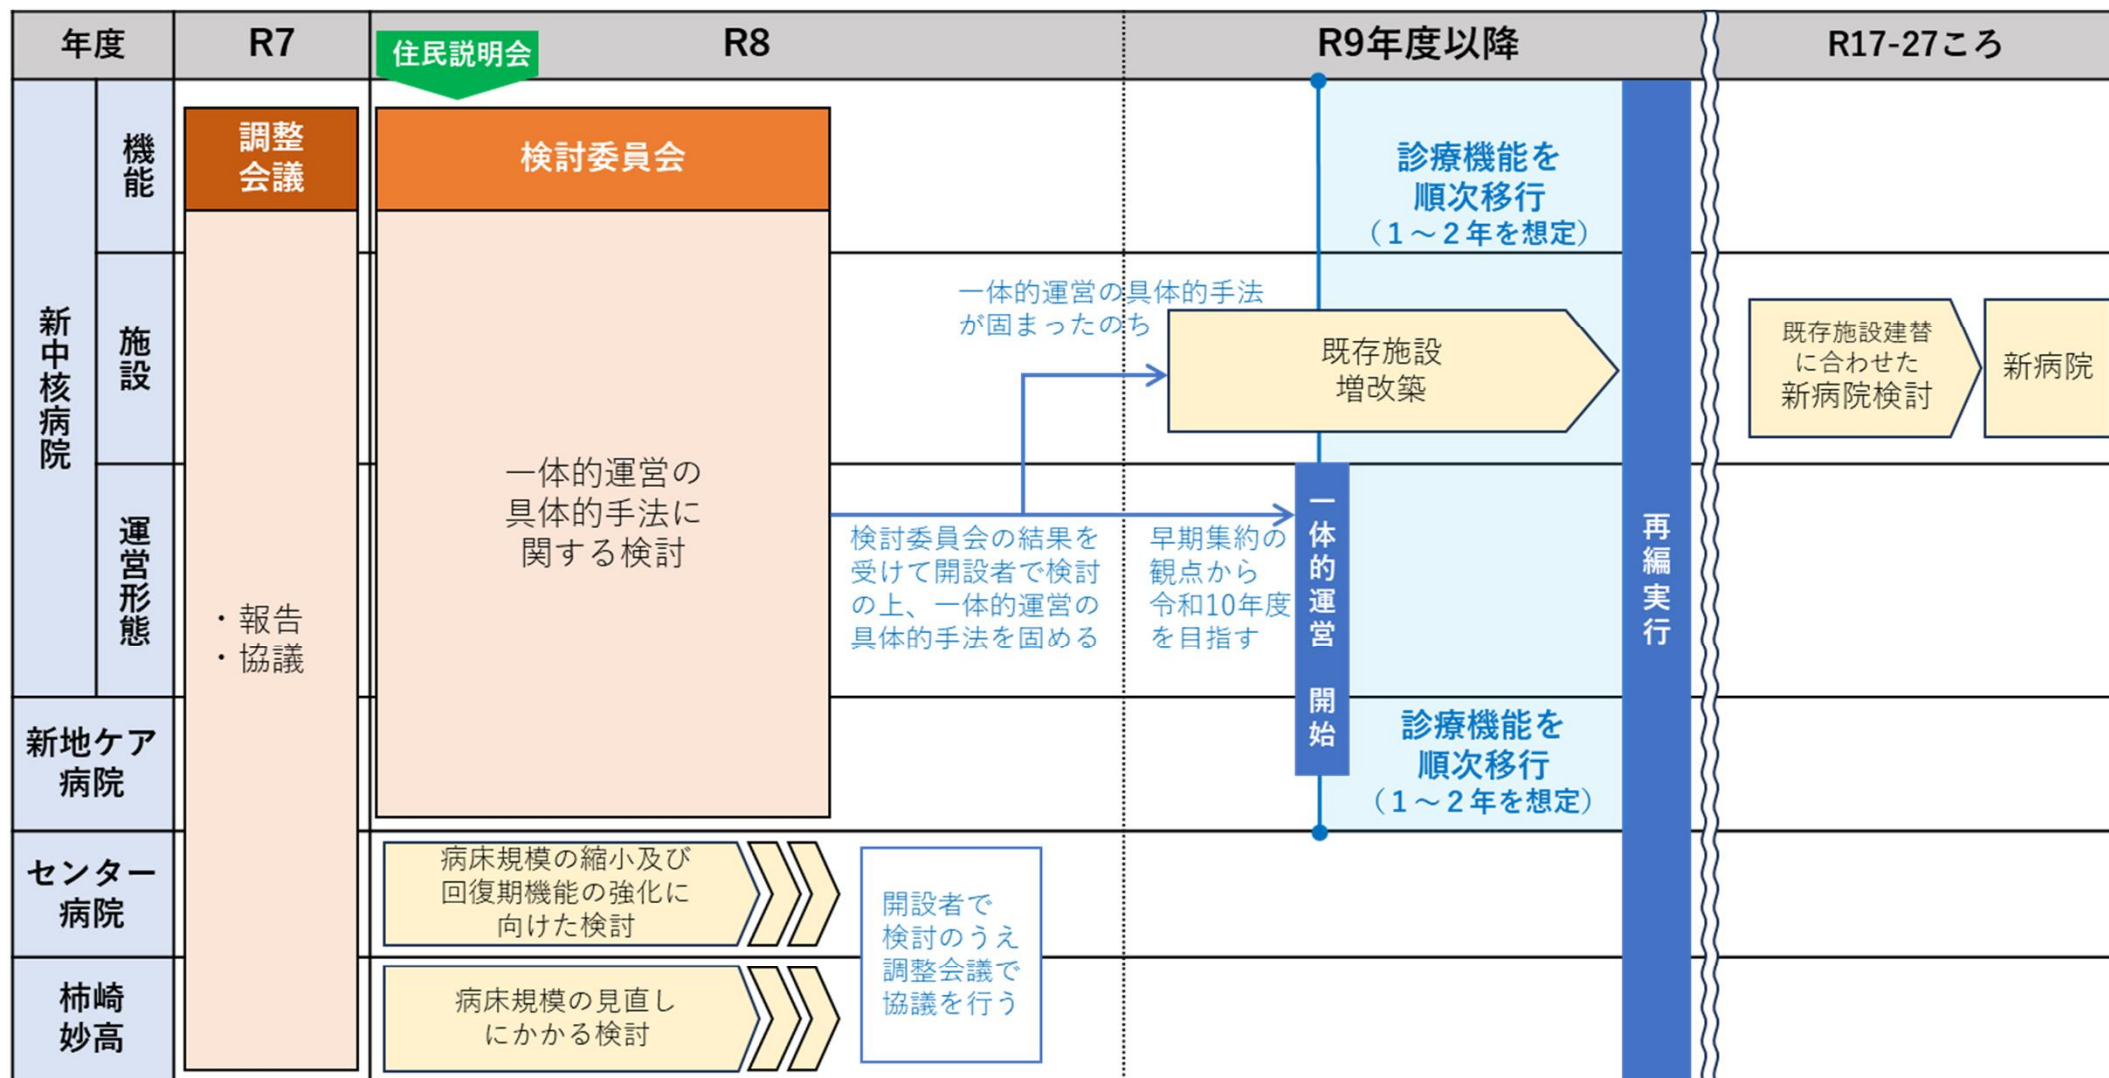 年度
R7
R8
R9年度以降
R17-27ころ
住民説明会
新中核病院
機能
施設
運営形態
新地ケア
病院
センター
病院
柿崎
妙高
調整
会議
・報告
・協議
検討委員会
一体的運営の
具体的手法に
関する検討
一体的運営の具体的手法
が固まったのち
検討委員会の結果を
受けて開設者で検討
の上、一体的運営の
具体的手法を固める
早期集約の
観点から
令和10年度
を目指す
既存施設
増改築
一体的運営 開始
診療機能を
順次移行
（１～２年を想定）
診療機能を
順次移行
（１～２年を想定）
再編実行
既存施設建替
に合わせた
新病院検討
新病院
病床規模の縮小及び
回復期機能の強化に
向けた検討
病床規模の見直し
にかかる検討
開設者で
検討のうえ
調整会議で
協議を行う